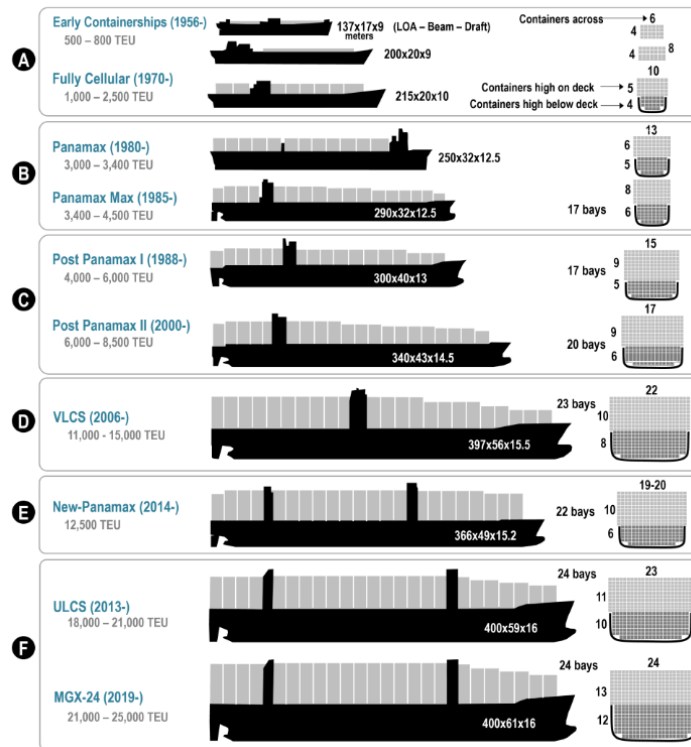 A
Early Containerships (1956-)
500 – 800 TEU
137x17x9 (LOA – Beam – Draft)
meters
200x20x9
Containers across 6
4
4 8
Fully Cellular (1970-)
1,000 – 2,500 TEU
215x20x10
10
Containers high on deck 5
Containers high below deck 4
B
Panamax (1980-)
3,000 – 3,400 TEU
250x32x12.5
13
6
5
Panamax Max (1985-)
3,400 – 4,500 TEU
290x32x12.5
17 bays
8
6
C
Post Panamax I (1988-)
4,000 – 6,000 TEU
300x40x13
17 bays
15
9
5
Post Panamax II (2000-)
6,000 – 8,500 TEU
340x43x14.5
20 bays
17
9
6
D
VLCS (2006-)
11,000 - 15,000 TEU
397x56x15.5
23 bays
22
10
8
E
New-Panamax (2014-)
12,500 TEU
366x49x15.2
22 bays
19-20
10
6
F
ULCS (2013-)
18,000 – 21,000 TEU
400x59x16
24 bays
23
11
10
MGX-24 (2019-)
21,000 – 25,000 TEU
400x61x16
24 bays
24
13
12